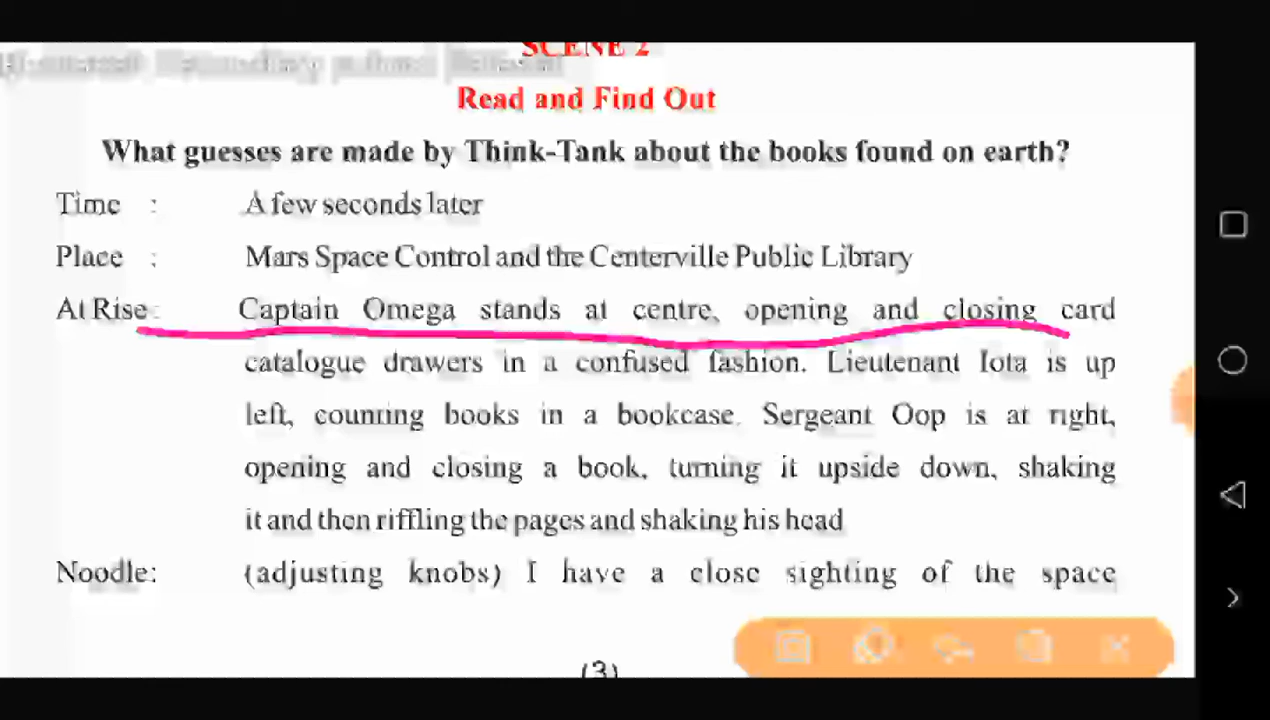 SCENE 2
Read and Find Out
What guesses are made by Think-Tank about the books found on earth?
Time : A few seconds later
Place : Mars Space Control and the Centerville Public Library
At Rise: Captain Omega stands at centre, opening and closing card
catalogue drawers in a confused fashion. Lieutenant Iota is up
left, counting books in a bookcase. Sergeant Oop is at right,
opening and closing a book, turning it upside down, shaking
it and then riffling the pages and shaking his head
Noodle: (adjusting knobs) I have a close sighting of the space
(3)